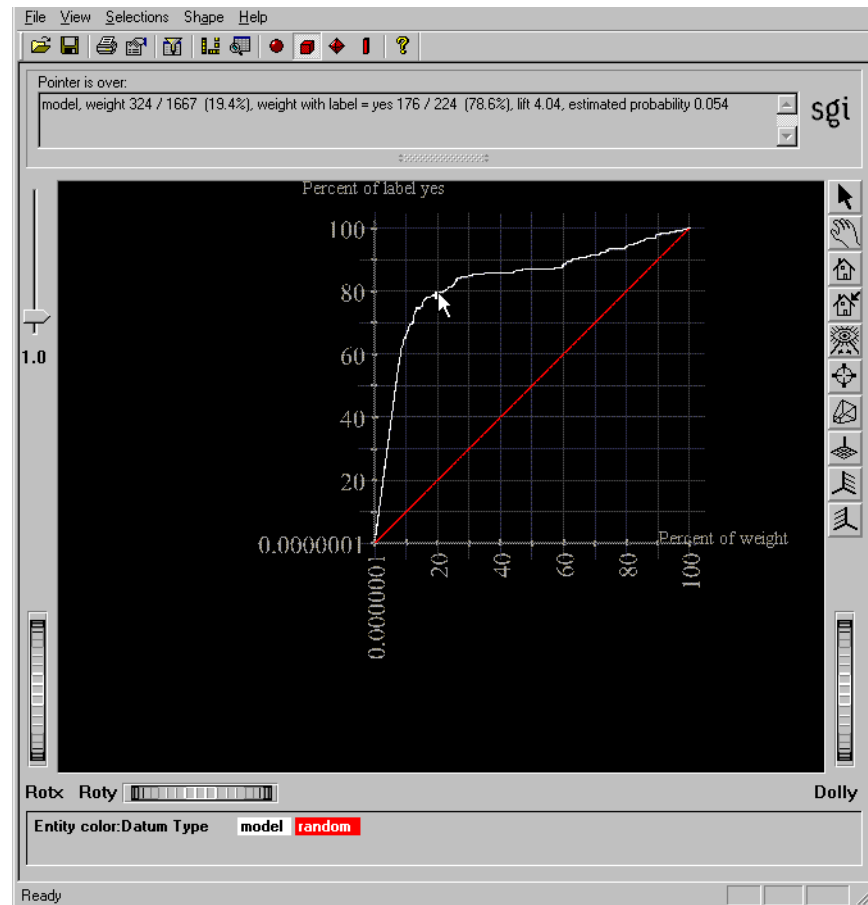 File View Selections Shape Help
Pointer is over:
model, weight 324 / 1667 (19.4%), weight with label = yes 176 / 224 (78.6%), lift 4.04, estimated probability 0.054
sgi
Percent of label yes
100
80
60
40
20
0.0000001
Percent of weight
0.0000001
20
40
60
80
100
1.0
Rotx Roty
Dolly
Entity color:Datum Type model random
Ready